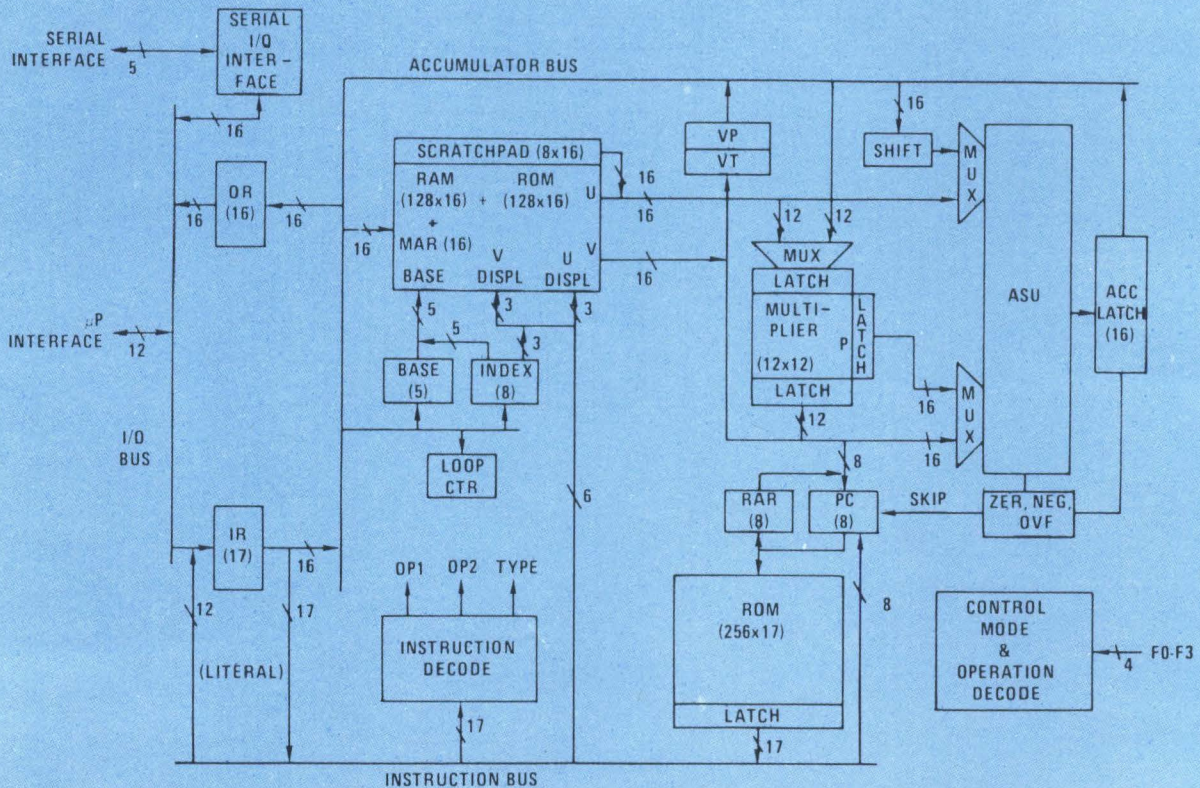 SERIAL
INTERFACE
5
SERIAL
I/O
INTER-
FACE
16
ACCUMULATOR BUS
OR
(16)
16
16
16
SCRATCHPAD (8x16)
RAM
(128x16)
+
ROM
(128x16)
+
MAR (16)
U
V
BASE
V
DISPL
U
DISPL
16
16
16
5
3
3
5
3
BASE
(5)
INDEX
(8)
LOOP
CTR
6
VP
VT
16
SHIFT
MUX
12
12
MUX
LATCH
MULTI-
PLIER
P
(12x12)
LATCH
LATCH
12
16
16
MUX
ASU
ACC
LATCH
(16)
ZER, NEG,
OVF
SKIP
8
RAR
(8)
PC
(8)
8
ROM
(256x17)
LATCH
17
µP
INTERFACE
12
I/O
BUS
IR
(17)
16
12
17
(LITERAL)
OP1
OP2
TYPE
INSTRUCTION
DECODE
17
CONTROL
MODE
&
OPERATION
DECODE
4
F0-F3
INSTRUCTION BUS